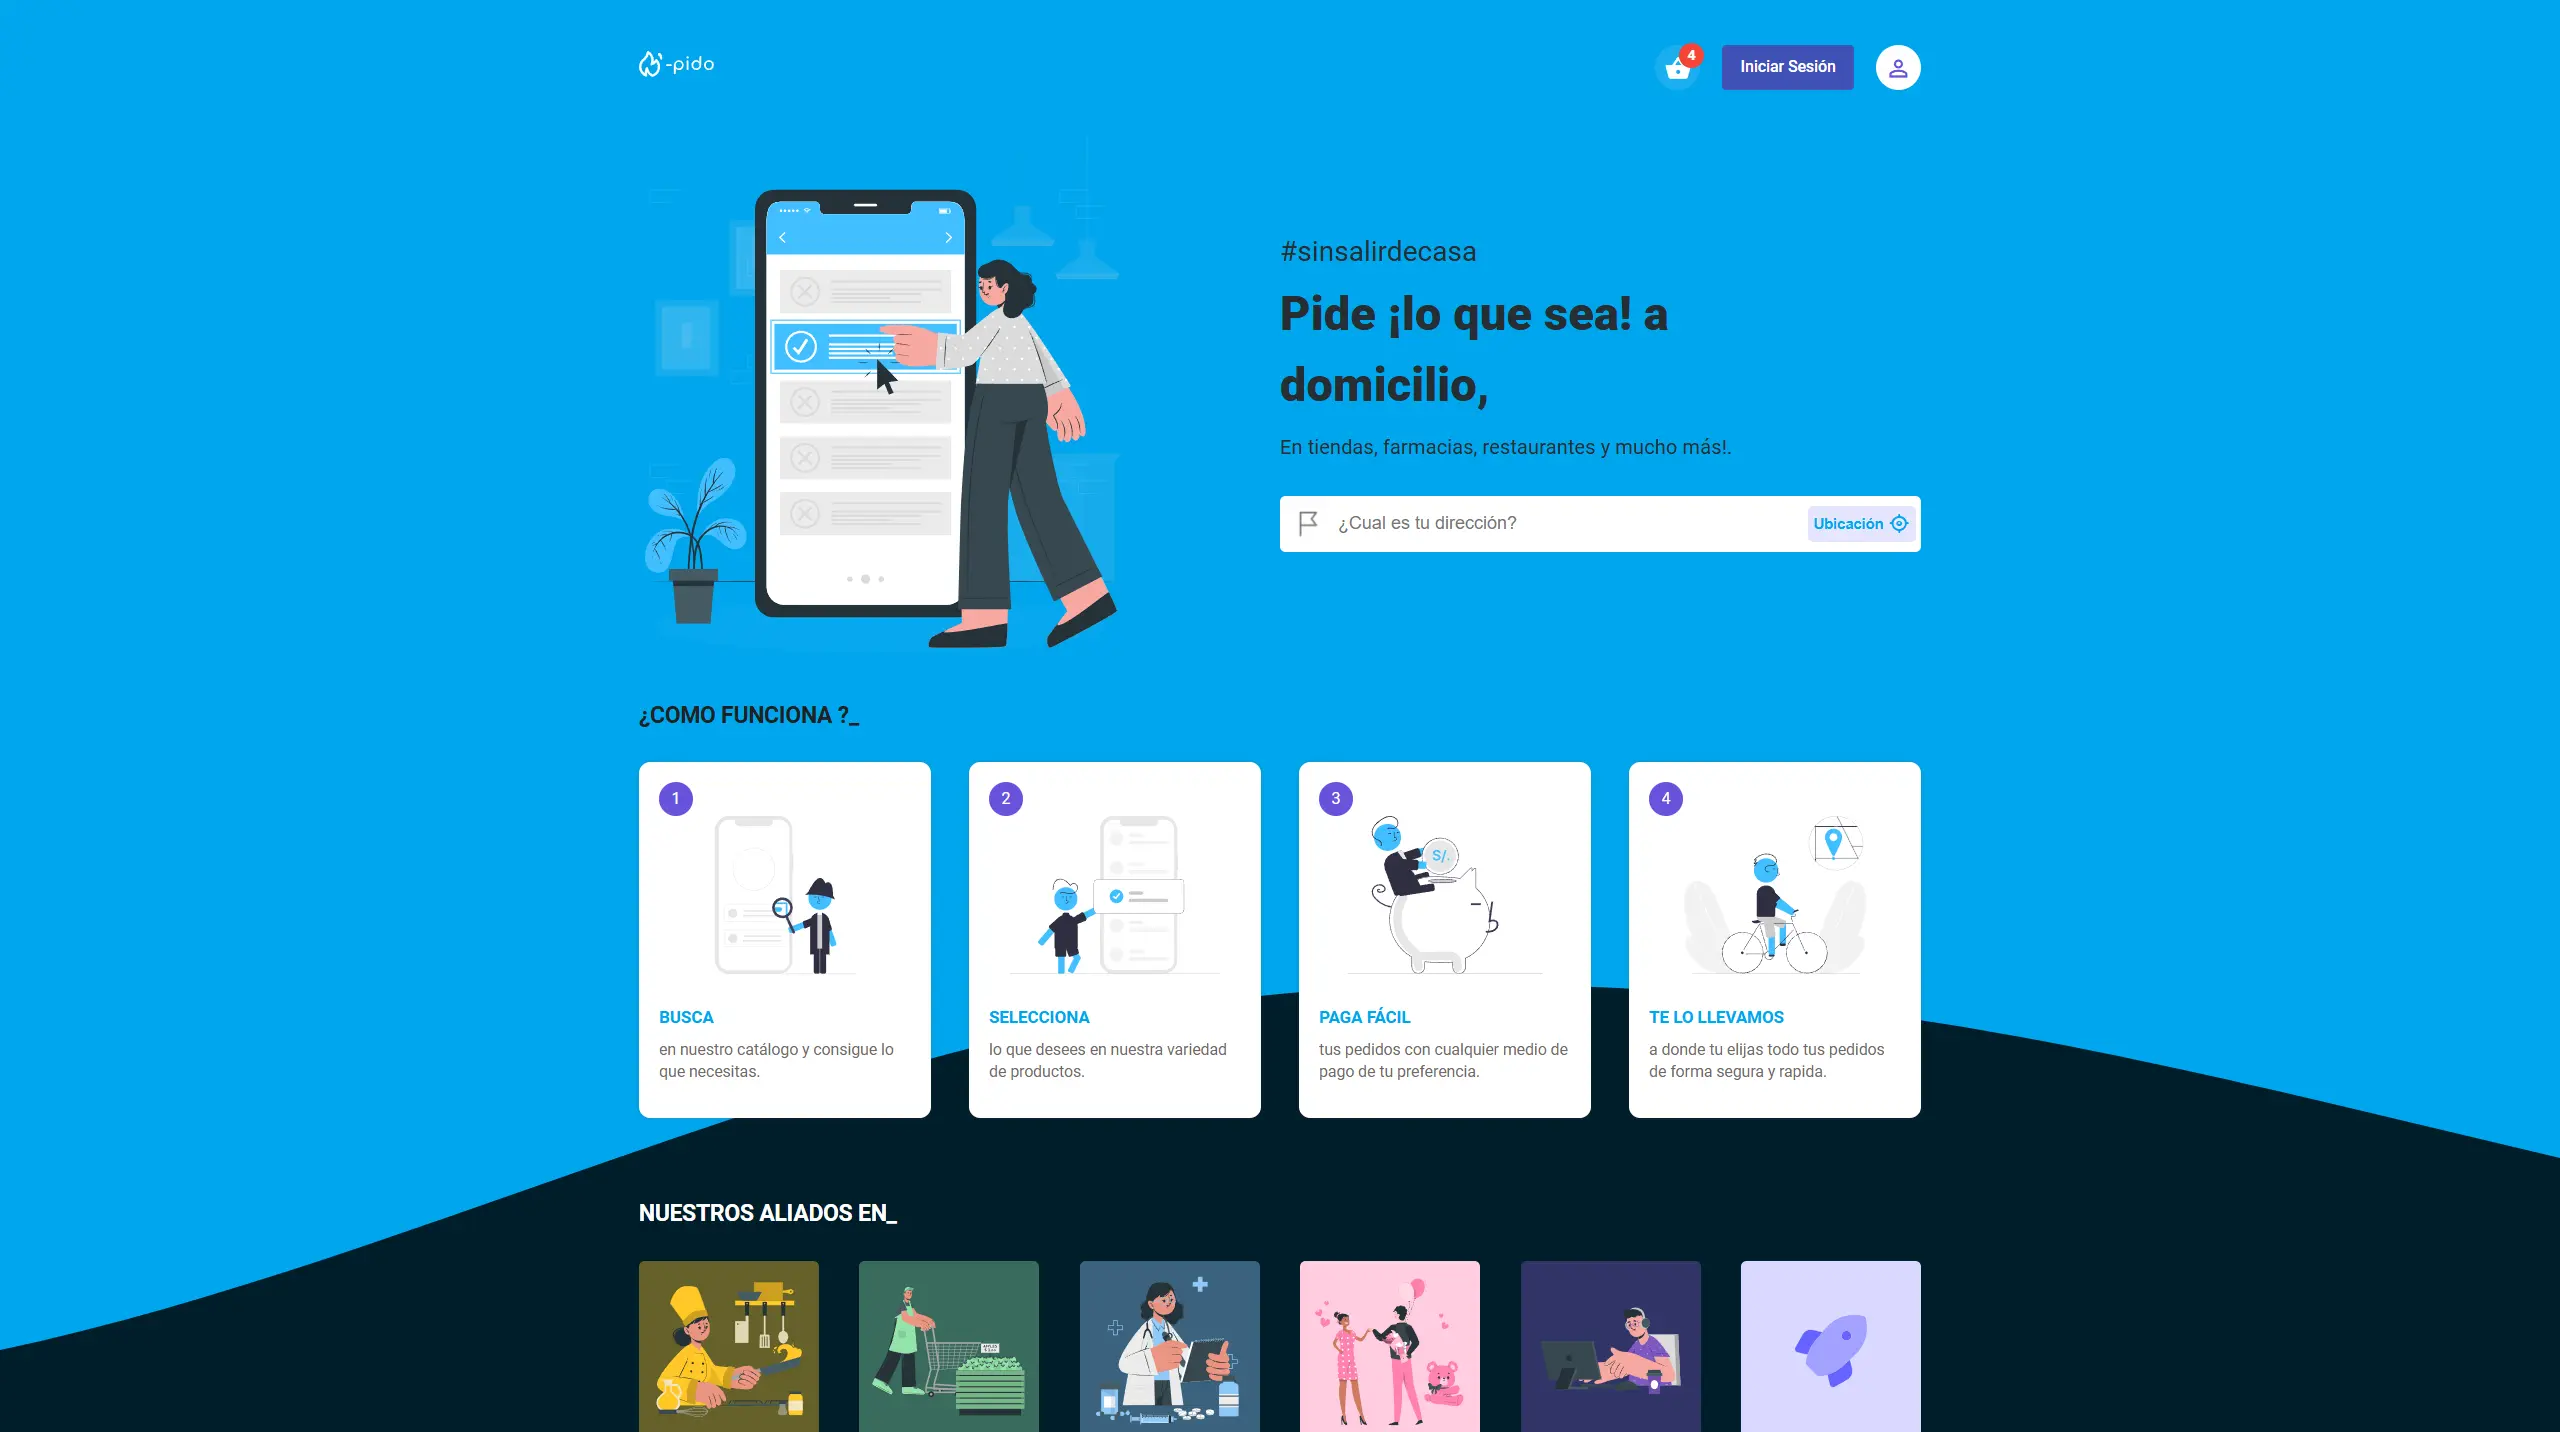 -pido
4
Iniciar Sesión
#sinsalirdecasa
Pide ¡lo que sea! a
domicilio,
En tiendas, farmacias, restaurantes y mucho más!.
¿Cual es tu dirección?
Ubicación
¿COMO FUNCIONA ?_
1
BUSCA
en nuestro catálogo y consigue lo
que necesitas.
2
SELECCIONA
lo que desees en nuestra variedad
de productos.
3
S/.
PAGA FÁCIL
tus pedidos con cualquier medio de
pago de tu preferencia.
4
TE LO LLEVAMOS
a donde tu elijas todo tus pedidos
de forma segura y rapida.
NUESTROS ALIADOS EN_